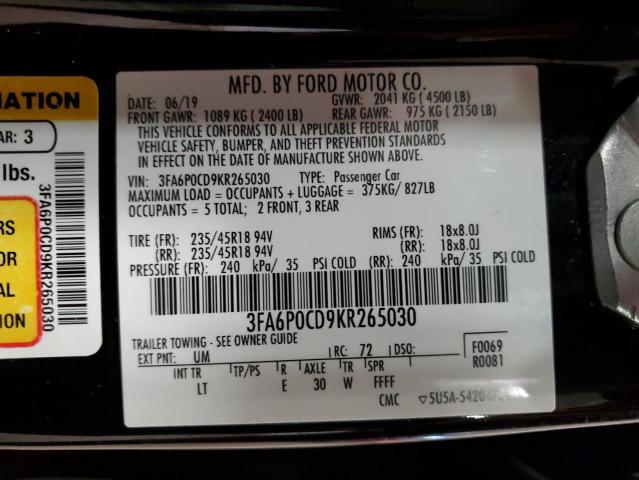 MFD. BY FORD MOTOR CO.
DATE: 06/19 GVWR: 2041 KG ( 4500 LB)
FRONT GAWR: 1089 KG ( 2400 LB) REAR GAWR: 975 KG ( 2150 LB)
THIS VEHICLE CONFORMS TO ALL APPLICABLE FEDERAL MOTOR
VEHICLE SAFETY, BUMPER, AND THEFT PREVENTION STANDARDS
IN EFFECT ON THE DATE OF MANUFACTURE SHOWN ABOVE.
VIN: 3FA6P0CD9KR265030 TYPE: Passenger Car
MAXIMUM LOAD = OCCUPANTS + LUGGAGE = 375KG/ 827LB
OCCUPANTS = 5 TOTAL; 2 FRONT, 3 REAR
TIRE (FR): 235/45R18 94V RIMS (FR): 18x8.0J
(RR): 235/45R18 94V (RR): 18x8.0J
PRESSURE (FR): 240 kPa/ 35 PSI COLD (RR): 240 kPa/ 35 PSI COLD
3FA6P0CD9KR265030
TRAILER TOWING - SEE OWNER GUIDE
EXT PNT: UM RC: 72 DSO: F0069
R0081
INT TR TP/PS R AXLE TR SPR
LT E 30 W FFFF
CMC ▽5U5A-5420
AR: 3
lbs.
3FA6P0CD9KR265030